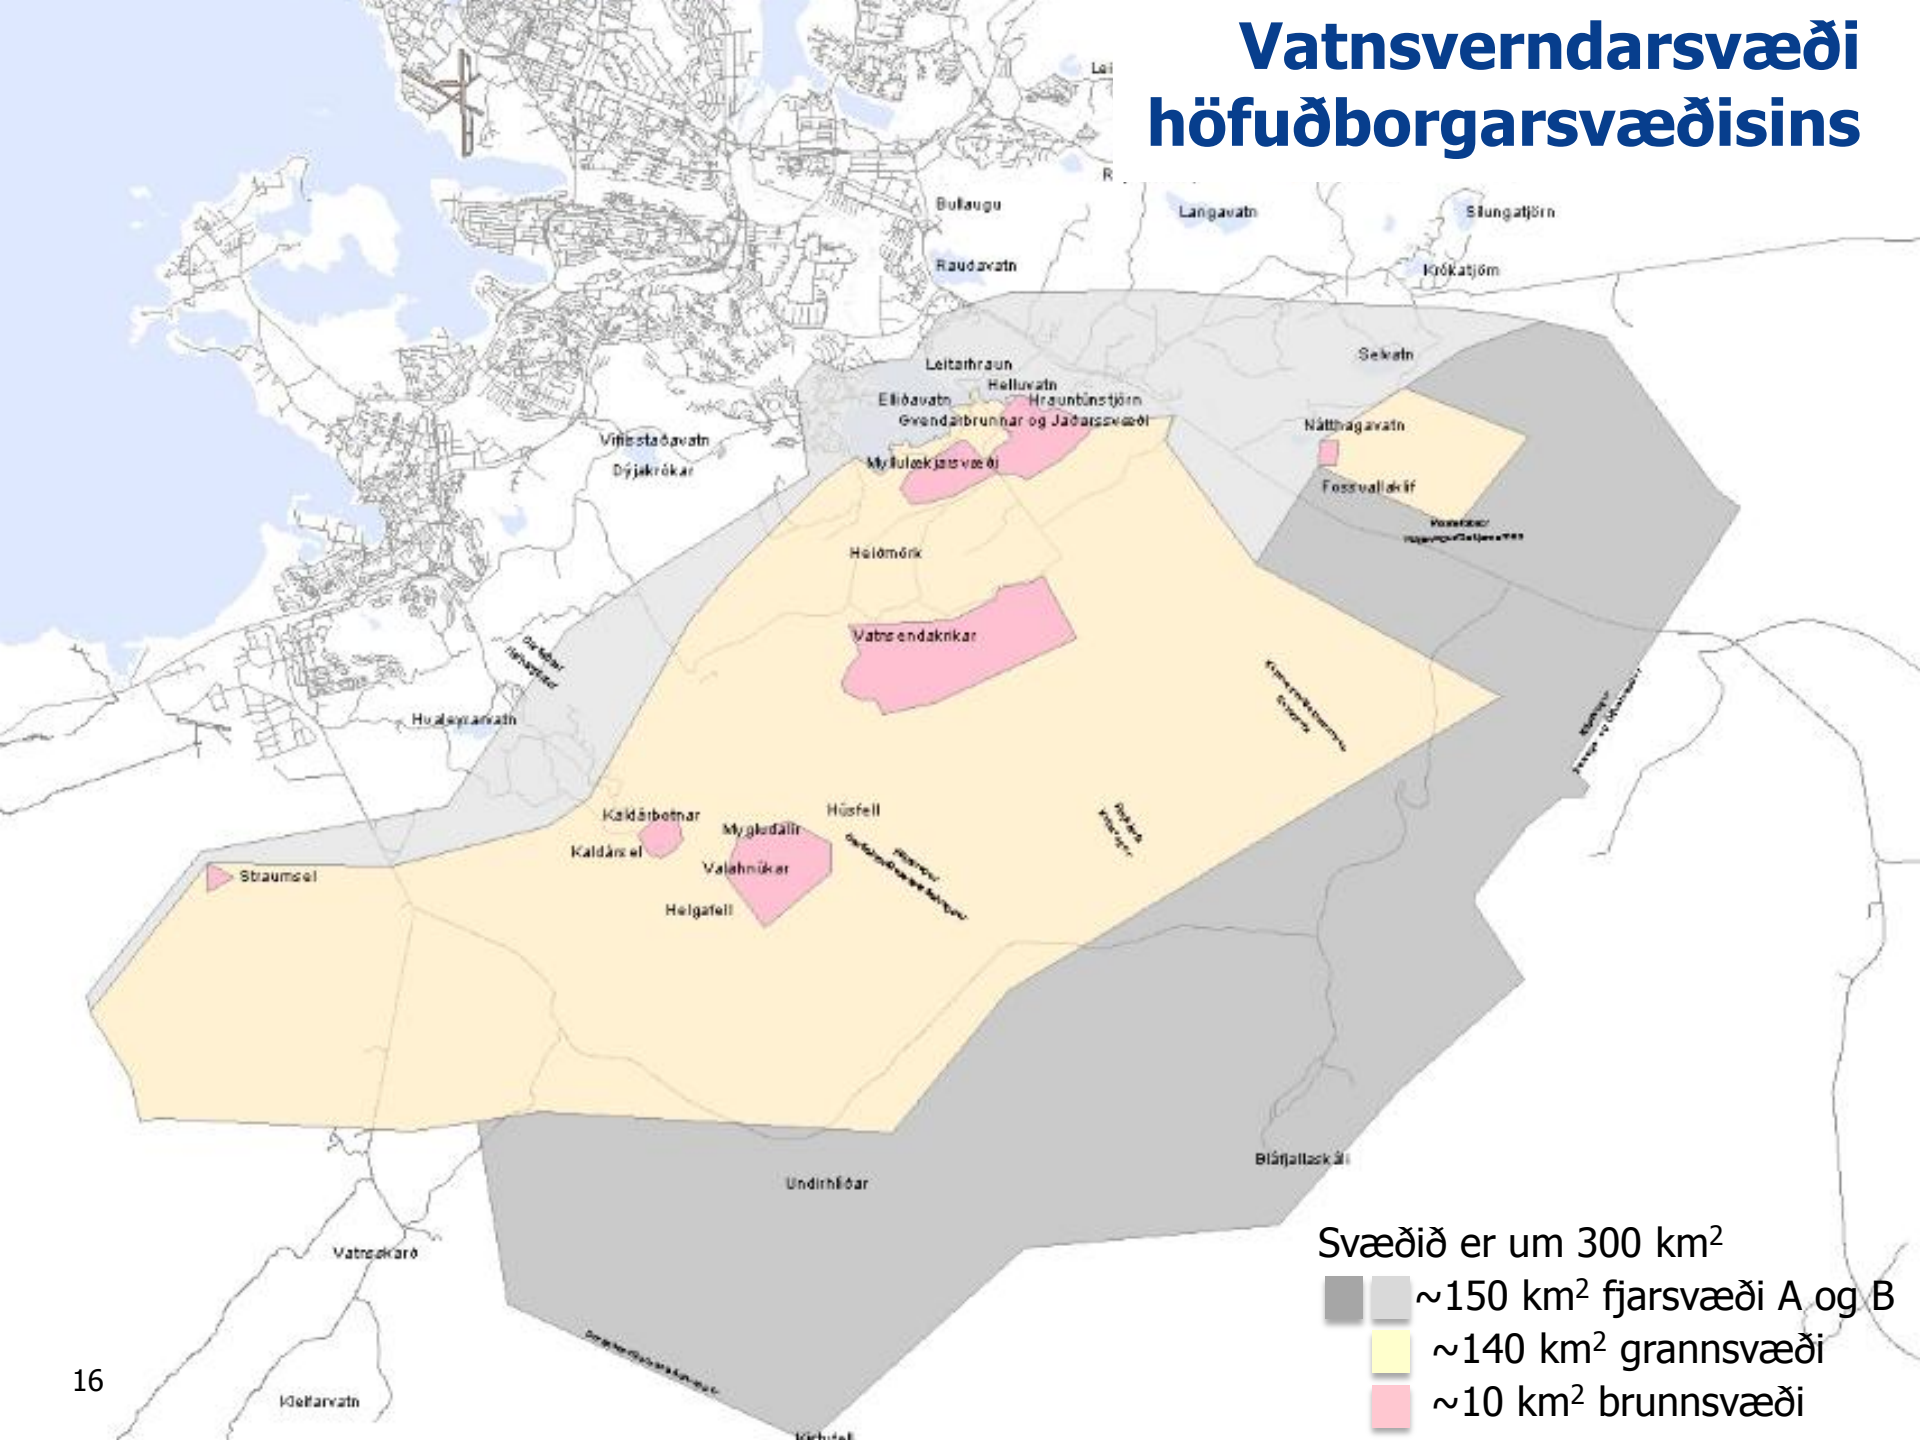 Vatnsverndarsvæði
höfuðborgarsvæðisins
Lei
Bullaugu
Langavatn
Silungatjörn
Raudavatn
Krókatjörn
Selvatn
Leitarhraun
Helluvatn
Elliðavatn
Hrauntúnstjörn
Gvendarbrunnar og Jaðarssvæði
Nátthagavatn
Vífilsstaðavatn
Myllulækjarsvæði
Dýjakrókar
Fossvallaklif
Heiðmörk
Vatnsendakrikar
Hvaleyrarvatn
Kaldárbotnar
Húsfell
Mygludalir
Kaldársel
Valahnúkar
Straumsel
Helgafell
Bláfjallaskáli
Undirhlíðar
Vatnsskarð
Kleifarvatn
Svæðið er um 300 km²
~150 km² fjarsvæði A og B
~140 km² grannsvæði
~10 km² brunnsvæði
16